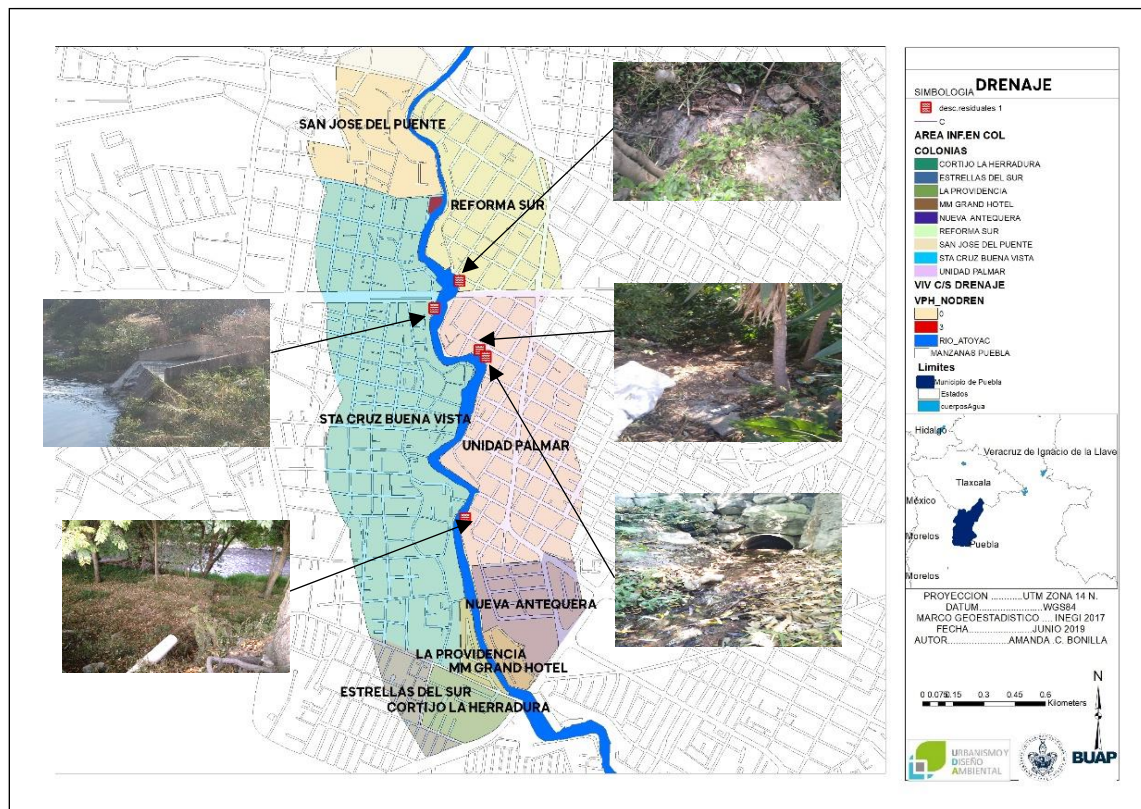 SAN JOSE DEL PUENTE
REFORMA SUR
STA CRUZ BUENA VISTA
UNIDAD PALMAR
NUEVA ANTEQUERA
LA PROVIDENCIA
MM GRAND HOTEL
ESTRELLAS DEL SUR
CORTIJO LA HERRADURA
DRENAJE
SIMBOLOGIA
desc.residuales 1
C
AREA INF.EN COL
COLONIAS
CORTIJO LA HERRADURA
ESTRELLAS DEL SUR
LA PROVIDENCIA
MM GRAND HOTEL
NUEVA ANTEQUERA
REFORMA SUR
SAN JOSE DEL PUENTE
STA CRUZ BUENA VISTA
UNIDAD PALMAR
VIV C/S DRENAJE
VPH_NODREN
0
3
RIO_ATOYAC
MANZANAS PUEBLA
Limites
Municipio de Puebla
Estados
cuerposAgua
Hidalgo
Veracruz de Ignacio de la Llave
Tlaxcala
México
Morelos
Puebla
Morelos
PROYECCION ...........UTM ZONA 14 N.
DATUM.......................WGS84
MARCO GEOESTADISTICO .... INEGI 2017
FECHA.......................JUNIO 2019
AUTOR.....................AMANDA .C. BONILLA
N
0 0.075 0.15 0.3 0.45 0.6
Kilometers
URBANISMO Y
DISEÑO
AMBIENTAL
BUAP